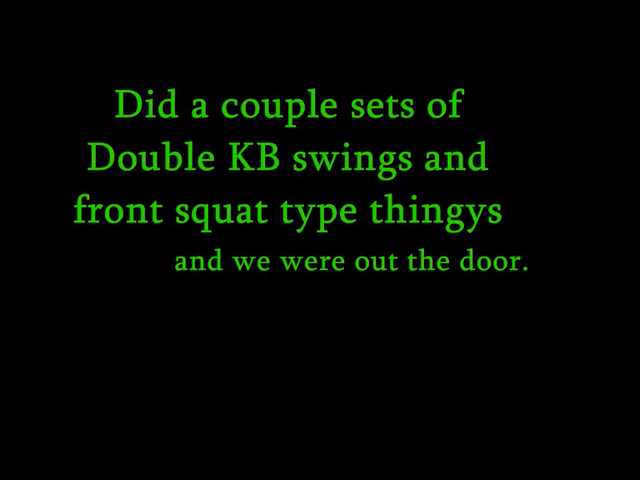 Did a couple sets of
Double KB swings and
front squat type thingys
and we were out the door.